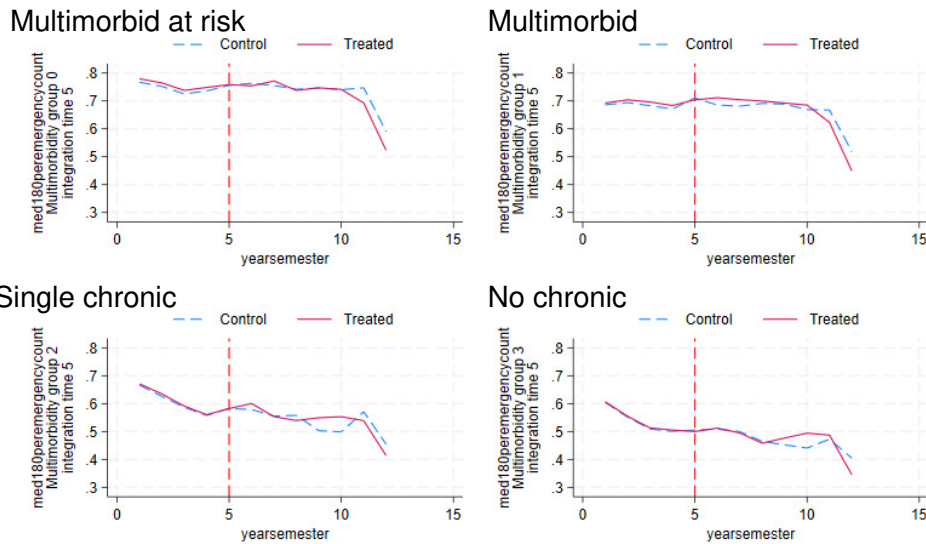 Multimorbid at risk
Control Treated
med180peremergencycount
Multimorbidity group 0
integration time 5
.8
.7
.6
.5
.4
.3
0 5 10 15
yearsemester
Multimorbid
Control Treated
med180peremergencycount
Multimorbidity group 1
integration time 5
.8
.7
.6
.5
.4
.3
0 5 10 15
yearsemester
Single chronic
Control Treated
med180peremergencycount
Multimorbidity group 2
integration time 5
.8
.7
.6
.5
.4
.3
0 5 10 15
yearsemester
No chronic
Control Treated
med180peremergencycount
Multimorbidity group 3
integration time 5
.8
.7
.6
.5
.4
.3
0 5 10 15
yearsemester